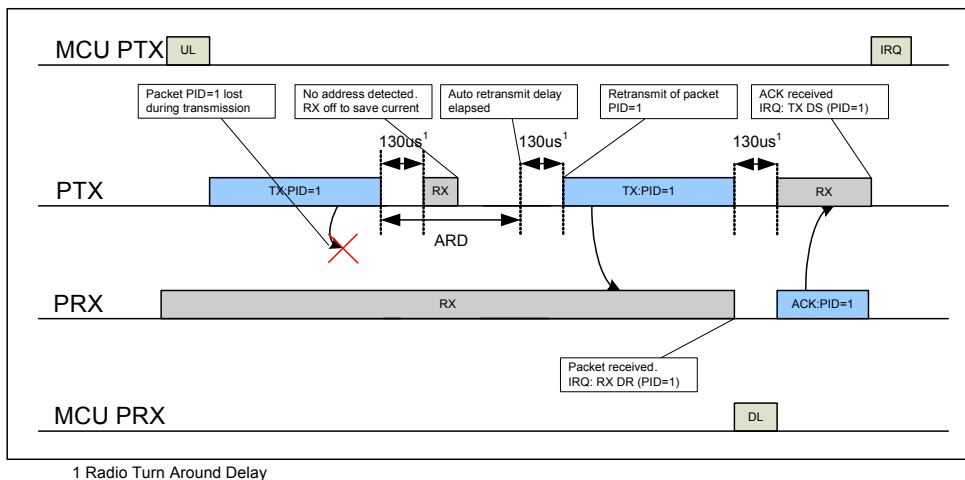 MCU PTX
UL
IRQ
Packet PID=1 lost
during transmission
No address detected.
RX off to save current
Auto retransmit delay
elapsed
Retransmit of packet
PID=1
ACK received
IRQ: TX DS (PID=1)
130us1
130us1
130us1
PTX
TX:PID=1
RX
TX:PID=1
RX
ARD
PRX
RX
ACK:PID=1
Packet received.
IRQ: RX DR (PID=1)
MCU PRX
DL
1 Radio Turn Around Delay